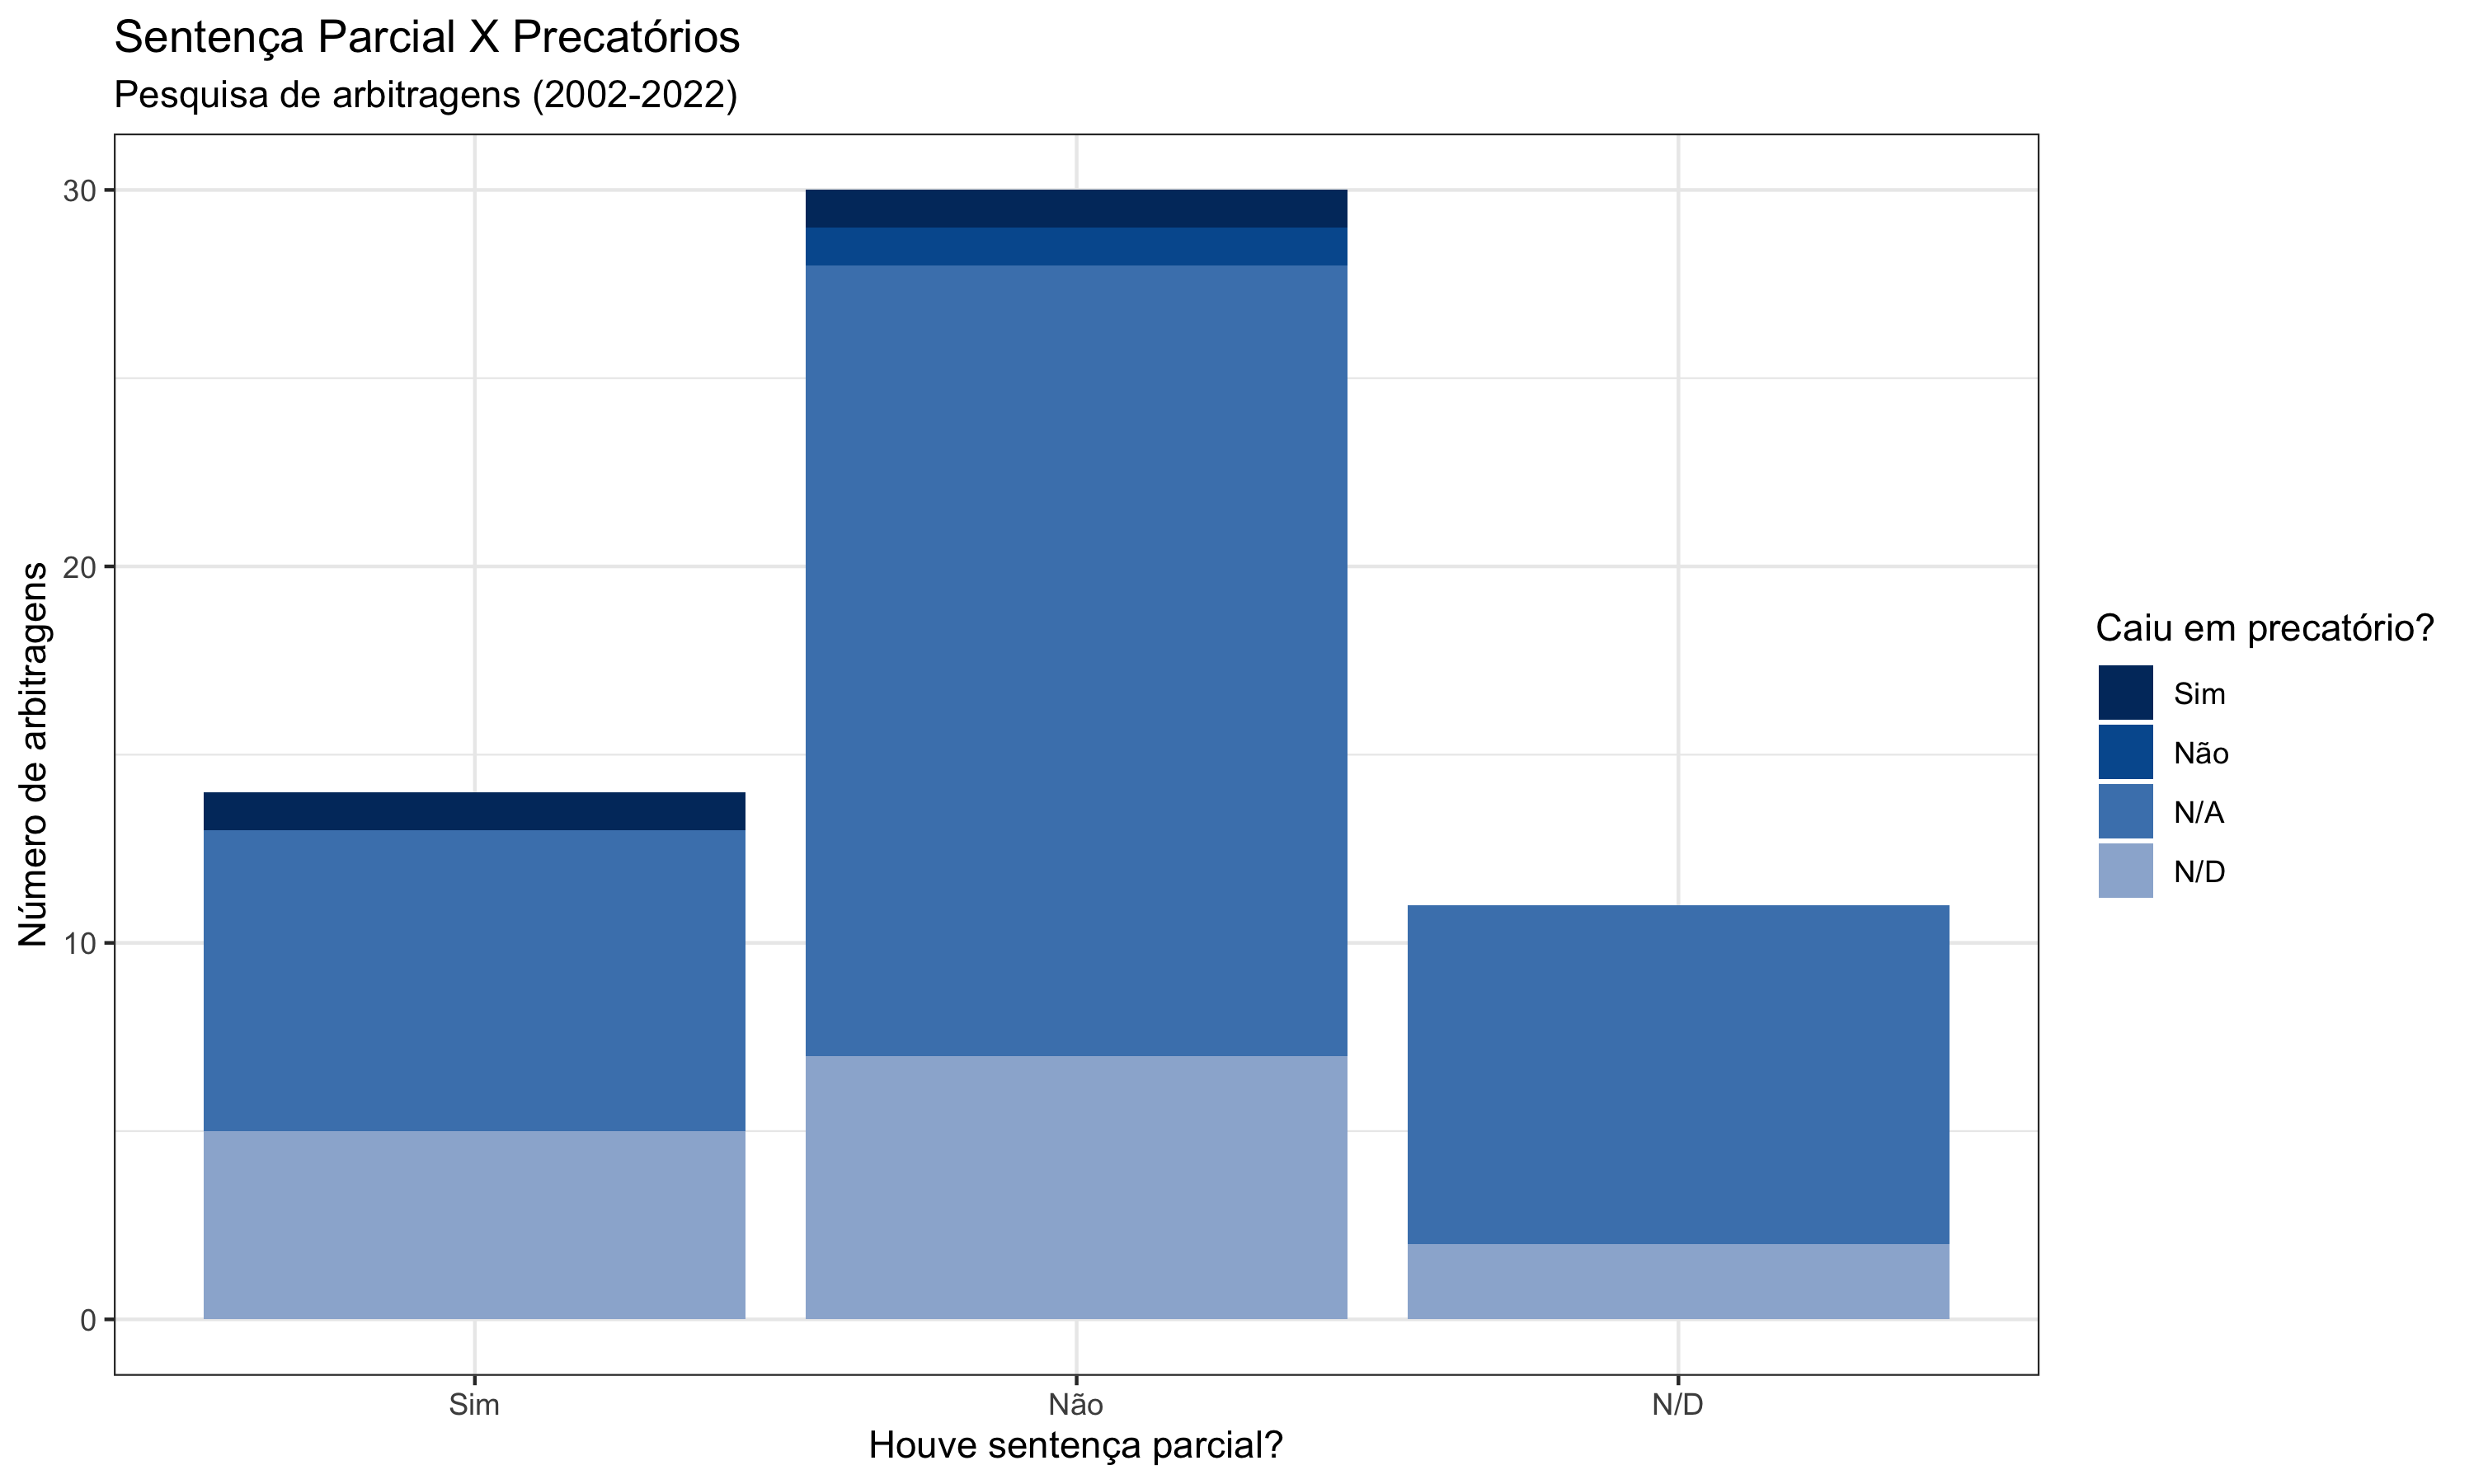 Sentença Parcial X Precatórios
Pesquisa de arbitragens (2002-2022)
Número de arbitragens
30
20
10
0
Sim
Não
N/D
Houve sentença parcial?
Caiu em precatório?
Sim
Não
N/A
N/D